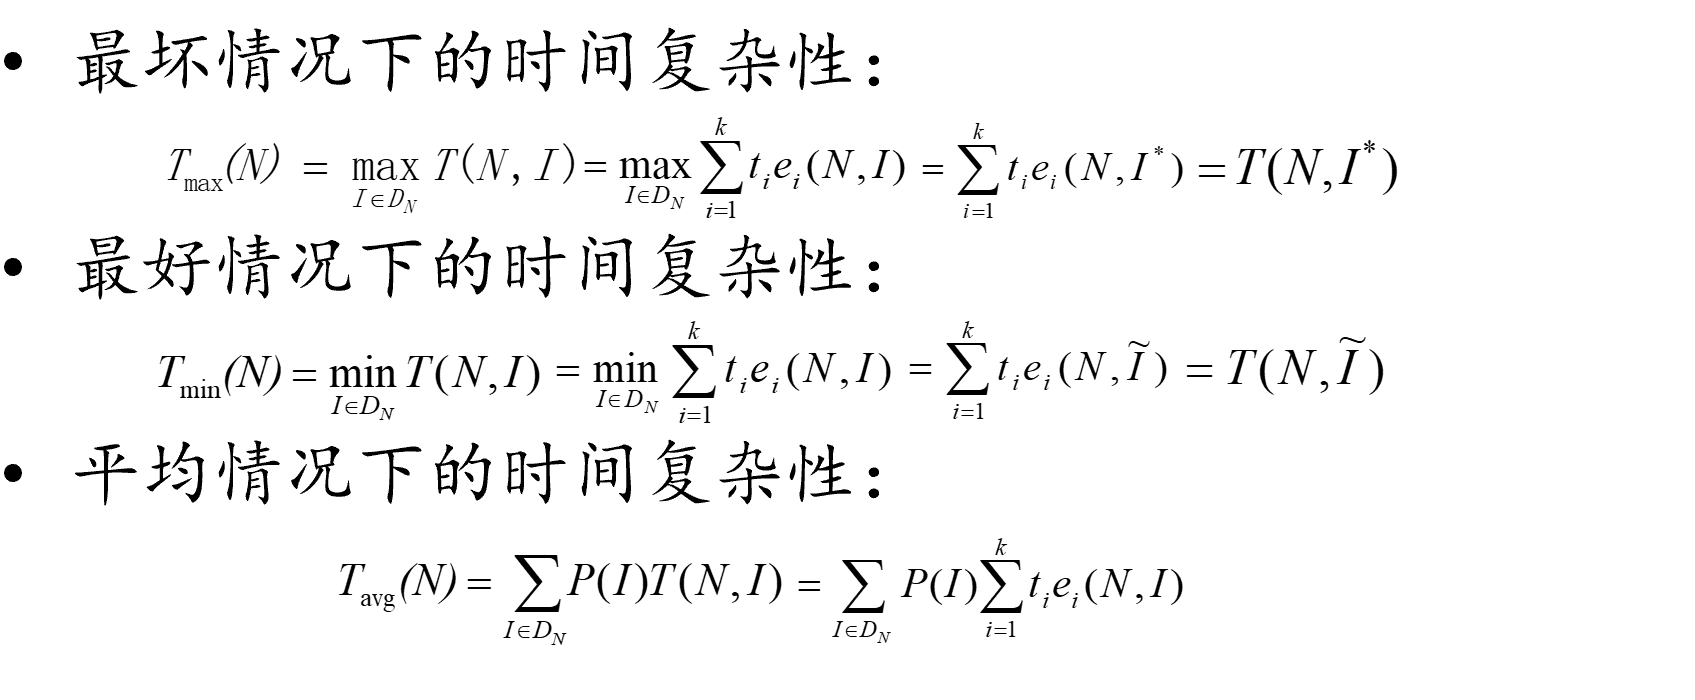 • 最坏情况下的时间复杂性：
T_max(N) = max_{I∈D_N} T(N, I) = max_{I∈D_N} ∑_{i=1}^{k} t_i e_i(N, I) = ∑_{i=1}^{k} t_i e_i(N, I^*) = T(N, I^*)
• 最好情况下的时间复杂性：
T_min(N) = min_{I∈D_N} T(N, I) = min_{I∈D_N} ∑_{i=1}^{k} t_i e_i(N, I) = ∑_{i=1}^{k} t_i e_i(N, Ĩ) = T(N, Ĩ)
• 平均情况下的时间复杂性：
T_avg(N) = ∑_{I∈D_N} P(I)T(N, I) = ∑_{I∈D_N} P(I) ∑_{i=1}^{k} t_i e_i(N, I)